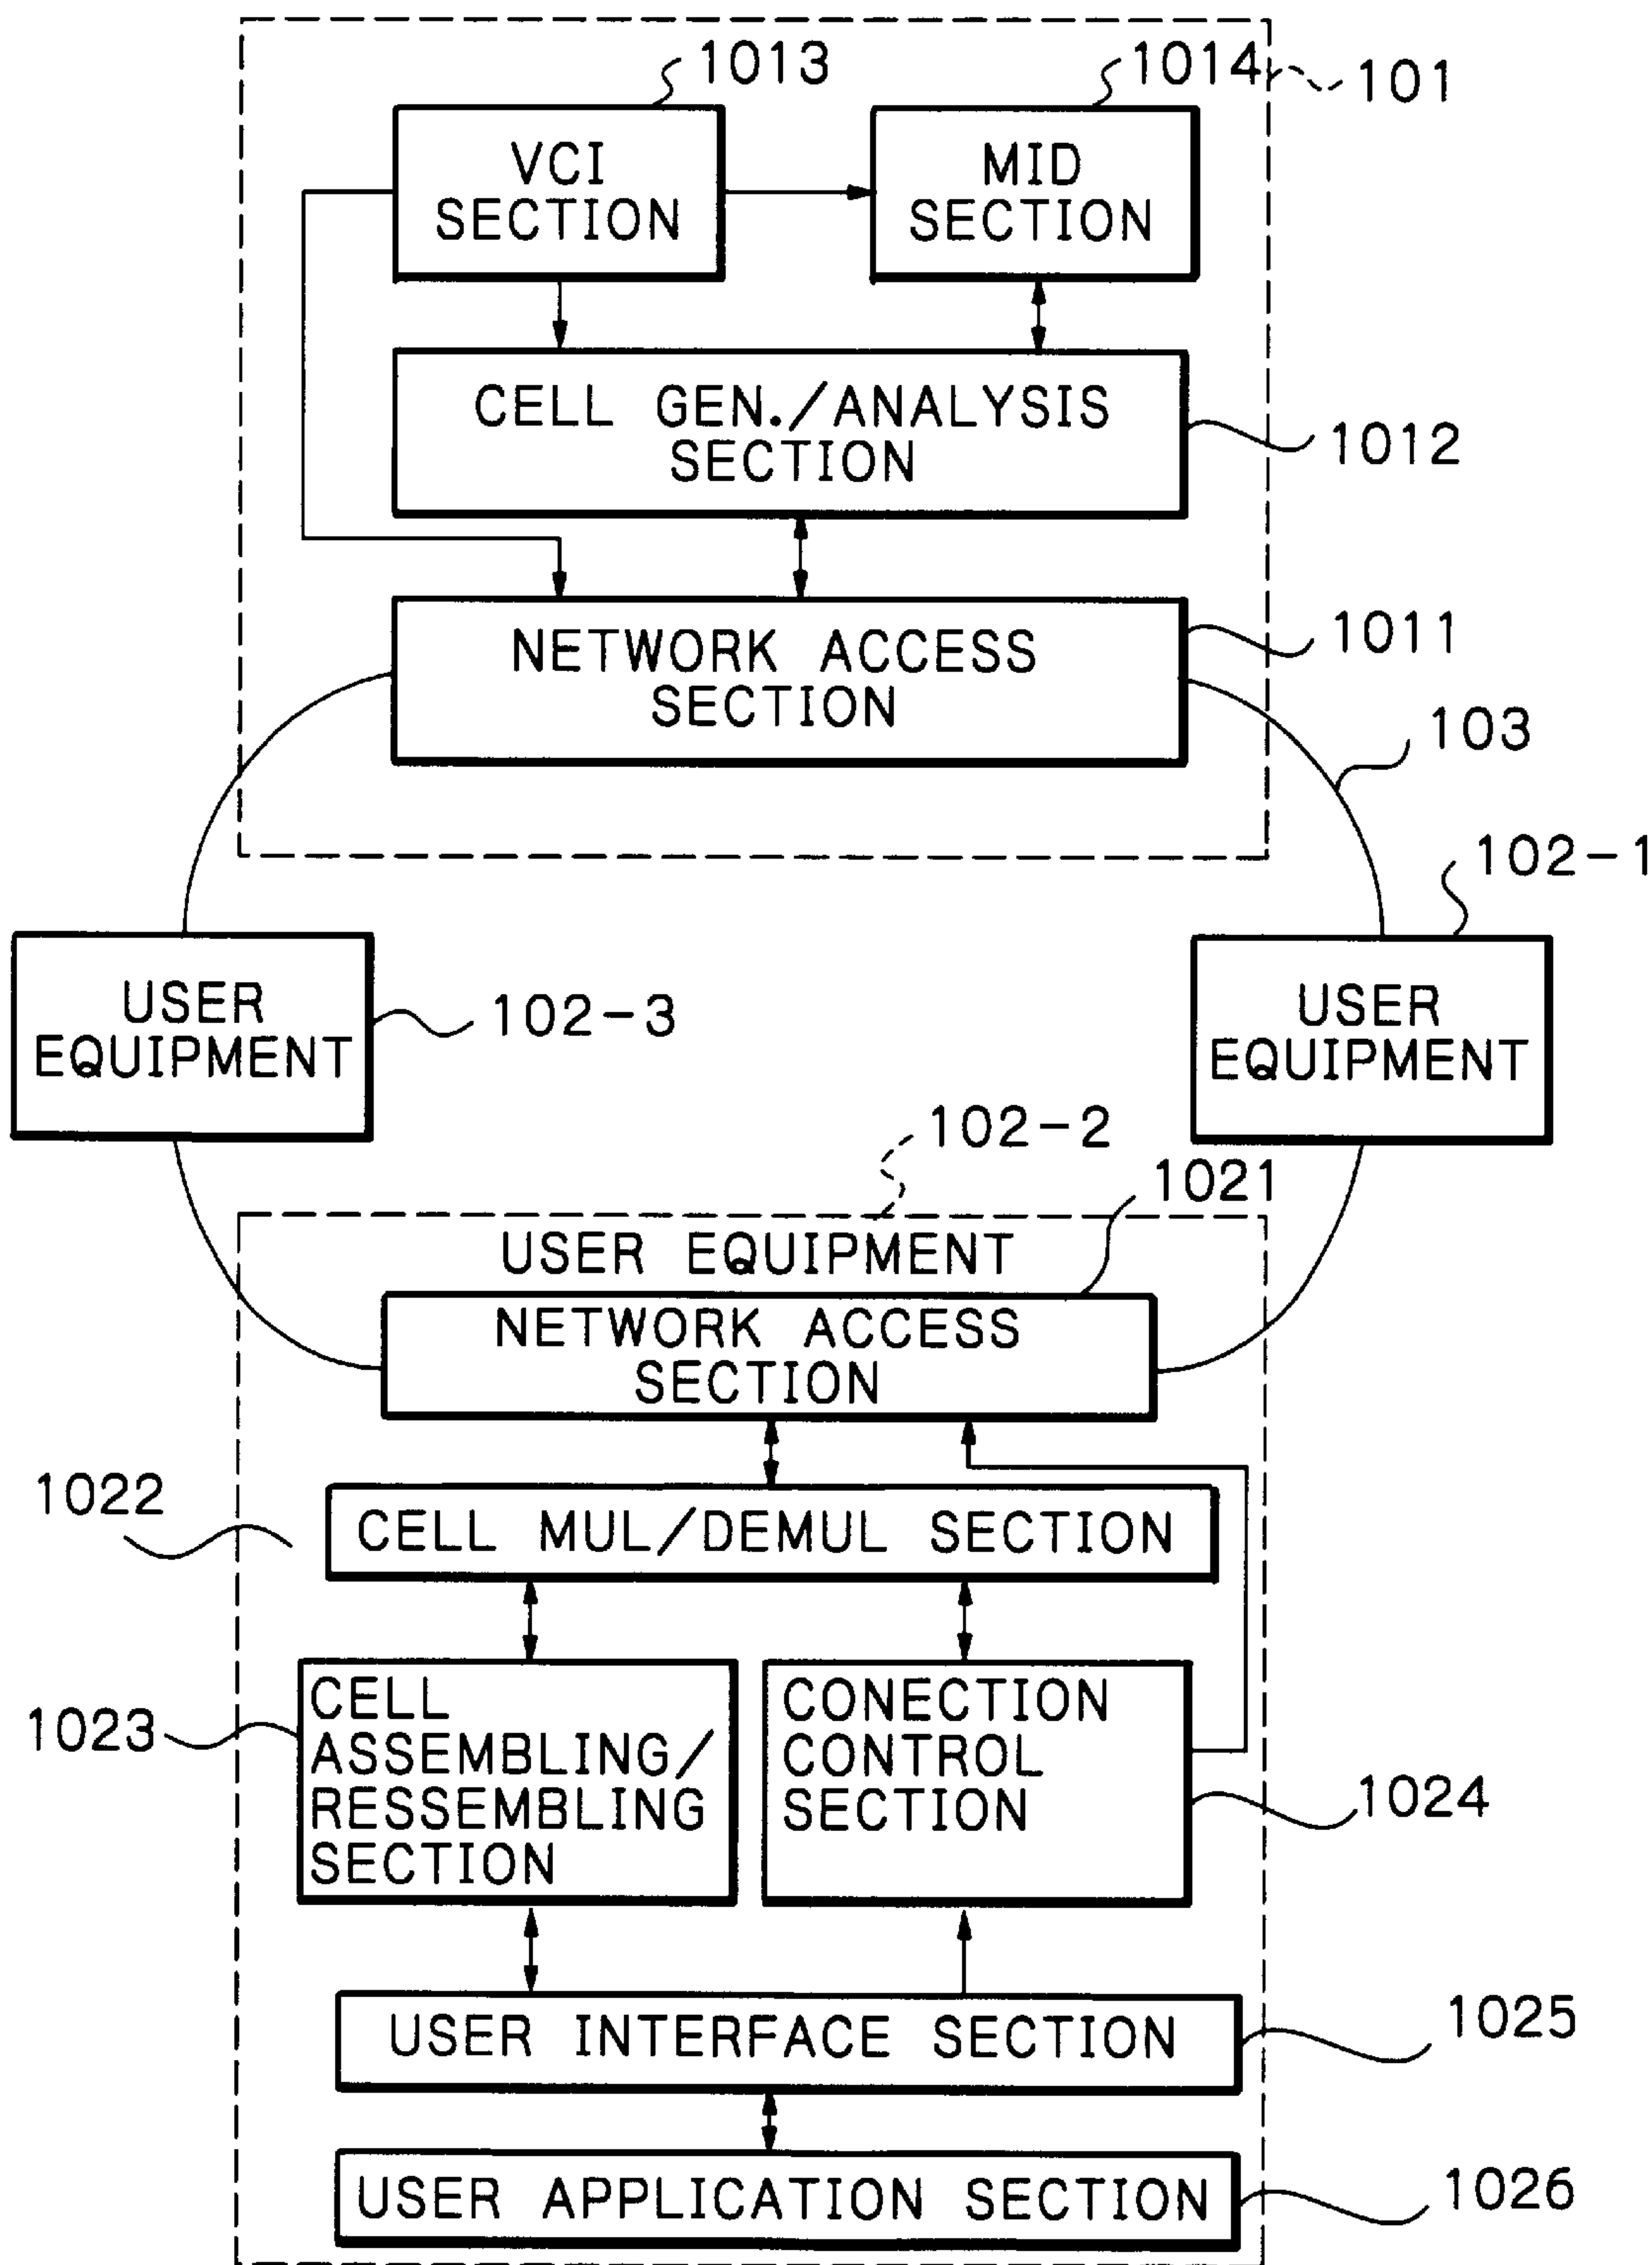 1013
1014
101
VCI
SECTION
MID
SECTION
CELL GEN./ANALYSIS
SECTION
1012
NETWORK ACCESS
SECTION
1011
103
102-1
USER
EQUIPMENT
102-3
USER
EQUIPMENT
102-2
1021
USER EQUIPMENT
NETWORK ACCESS
SECTION
1022
CELL MUL/DEMUL SECTION
1023
CELL
ASSEMBLING/
RESSEMBLING
SECTION
CONECTION
CONTROL
SECTION
1024
USER INTERFACE SECTION
1025
USER APPLICATION SECTION
1026